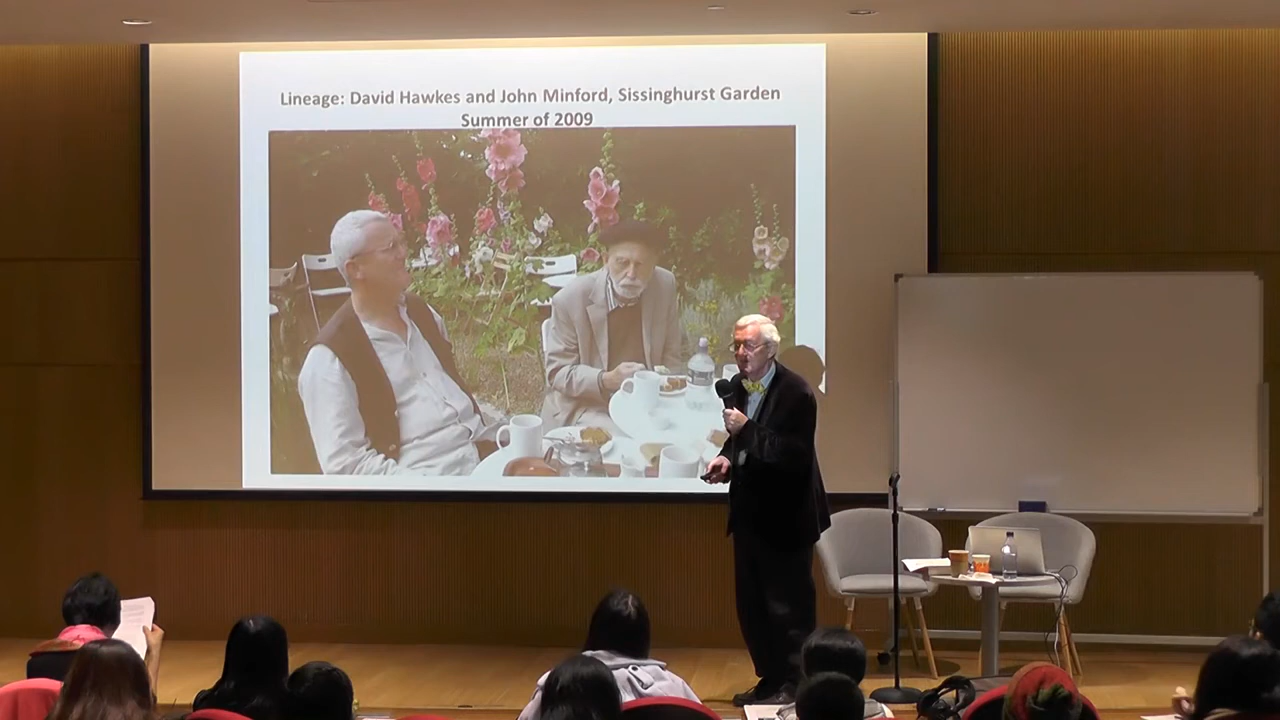 Lineage: David Hawkes and John Minford, Sissinghurst Garden
Summer of 2009